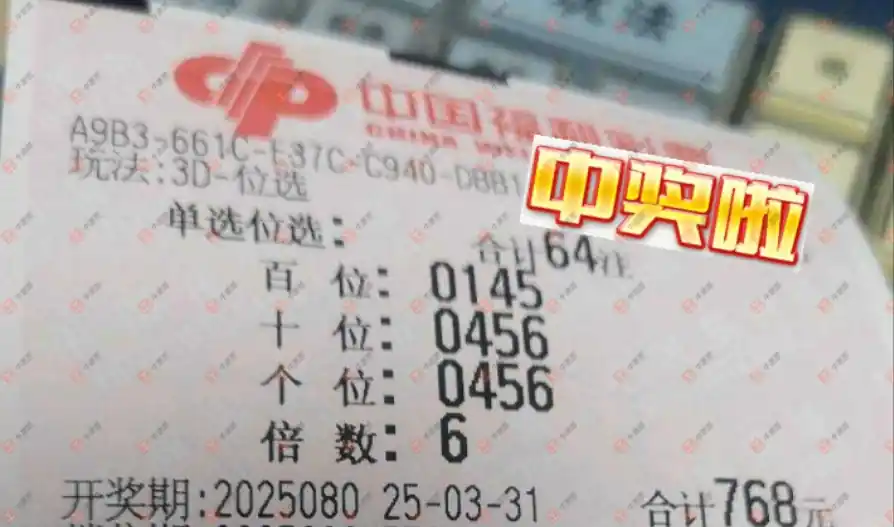 中国福利彩票
A9B3-661C-E37C-C940-DBB1
中奖啦
玩法:3D-位选
单选位选: 合计64注
百 位: 0145
十 位: 0456
个 位: 0456
倍 数: 6
开奖期:2025080 25-03-31 合计768元